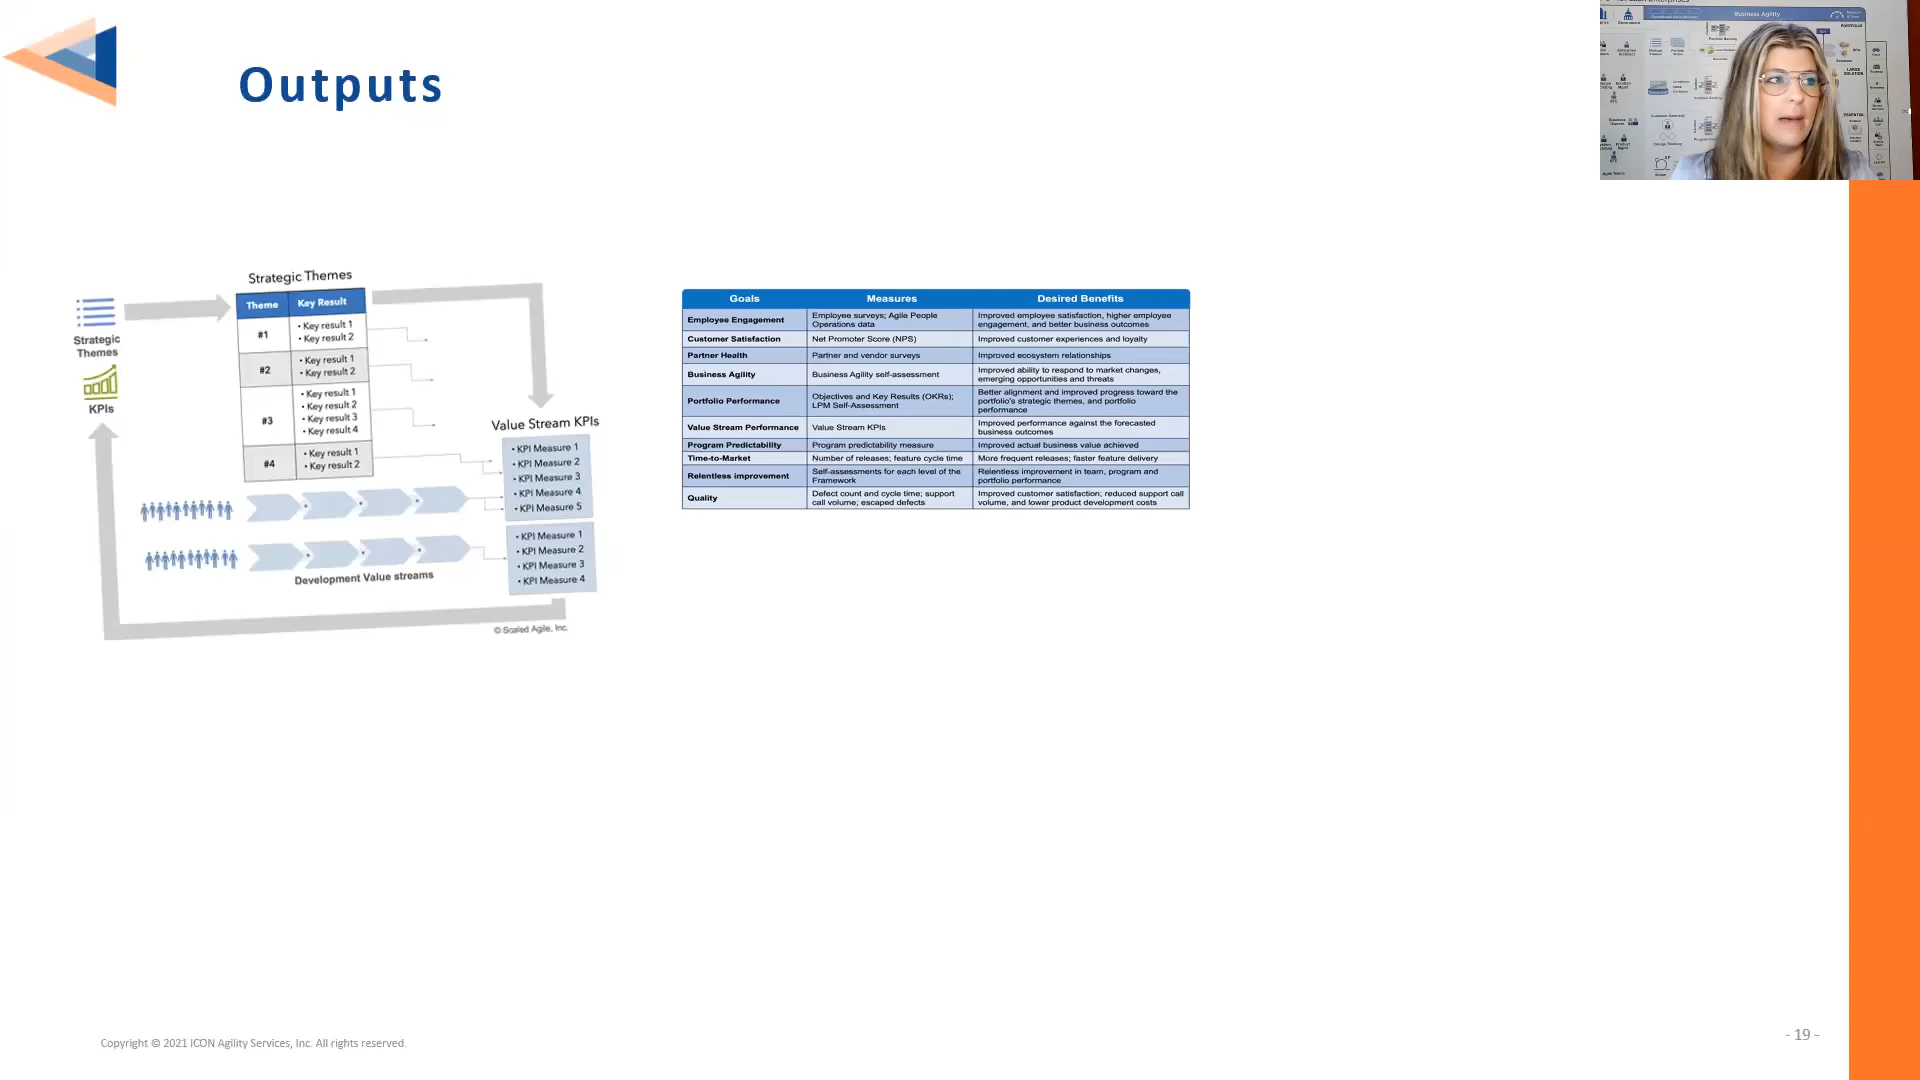 Outputs
Business Agility
PORTFOLIO
LARGE
SOLUTION
ESSENTIAL
Strategic Themes
Theme Key Result
#1
• Key result 1
• Key result 2
#2
• Key result 1
• Key result 2
#3
• Key result 1
• Key result 2
• Key result 3
• Key result 4
#4
• Key result 1
• Key result 2
Strategic
Themes
KPIs
Value Stream KPIs
• KPI Measure 1
• KPI Measure 2
• KPI Measure 3
• KPI Measure 4
• KPI Measure 5
• KPI Measure 1
• KPI Measure 2
• KPI Measure 3
• KPI Measure 4
Development Value streams
© Scaled Agile, Inc.
Goals Measures Desired Benefits
Employee Engagement
Employee surveys; Agile People
Operations data
Improved employee satisfaction, higher employee
engagement, and better business outcomes
Customer Satisfaction Net Promoter Score (NPS) Improved customer experiences and loyalty
Partner Health Partner and vendor surveys Improved ecosystem relationships
Business Agility Business Agility self-assessment
Improved ability to respond to market changes,
emerging opportunities and threats
Portfolio Performance
Objectives and Key Results (OKRs);
LPM Self-Assessment
Better alignment and improved progress toward the
portfolio's strategic themes, and portfolio
performance
Value Stream Performance Value Stream KPIs
Improved performance against the forecasted
business outcomes
Program Predictability Program predictability measure Improved actual business value achieved
Time-to-Market Number of releases; feature cycle time More frequent releases; faster feature delivery
Relentless improvement
Self-assessments for each level of the
Framework
Relentless improvement in team, program and
portfolio performance
Quality
Defect count and cycle time; support
call volume; escaped defects
Improved customer satisfaction; reduced support call
volume, and lower product development costs
Copyright © 2021 ICON Agility Services, Inc. All rights reserved.
- 19 -